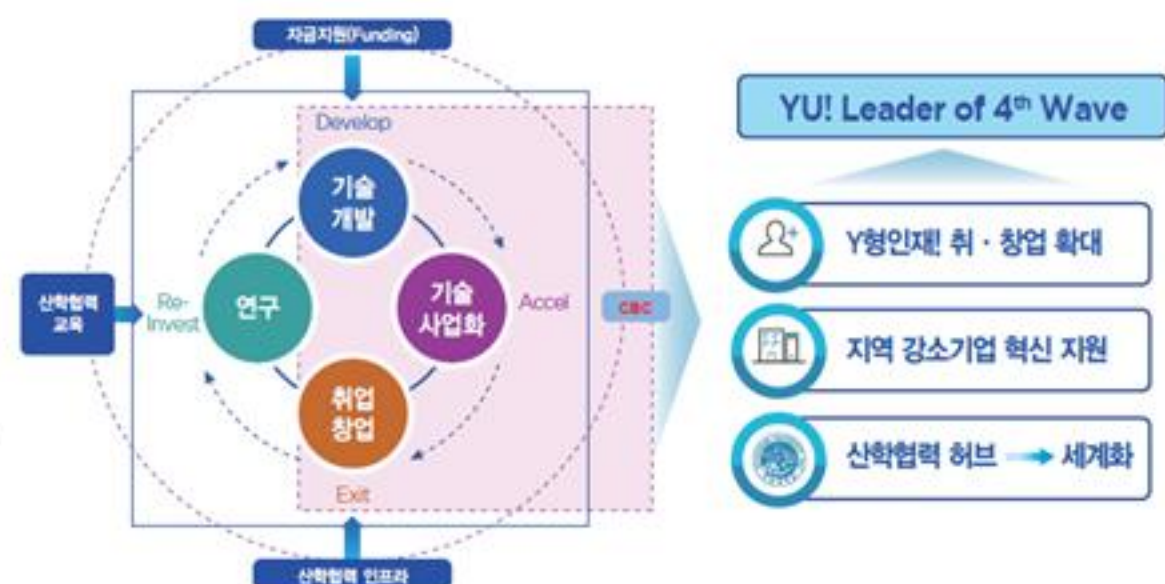 자금지원(Funding)
Develop
기술
개발
산학협력
교육
Re-
Invest
연구
기술
사업화
Accel
CBC
취업
창업
Exit
산학협력 인프라
YU! Leader of 4th Wave
Y형인재! 취 · 창업 확대
지역 강소기업 혁신 지원
산학협력 허브 → 세계화